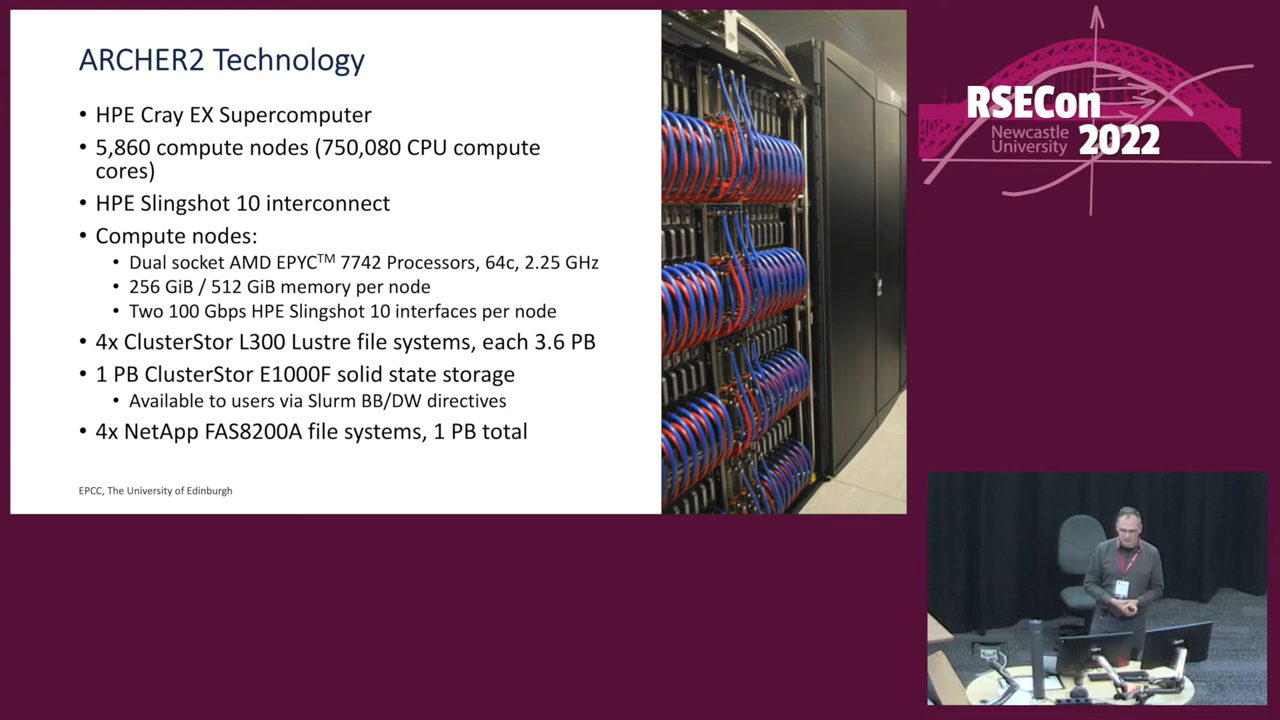 ARCHER2 Technology
• HPE Cray EX Supercomputer
• 5,860 compute nodes (750,080 CPU compute
cores)
• HPE Slingshot 10 interconnect
• Compute nodes:
• Dual socket AMD EPYC™ 7742 Processors, 64c, 2.25 GHz
• 256 GiB / 512 GiB memory per node
• Two 100 Gbps HPE Slingshot 10 interfaces per node
• 4x ClusterStor L300 Lustre file systems, each 3.6 PB
• 1 PB ClusterStor E1000F solid state storage
• Available to users via Slurm BB/DW directives
• 4x NetApp FAS8200A file systems, 1 PB total
EPCC, The University of Edinburgh
RSECon
Newcastle
University
2022